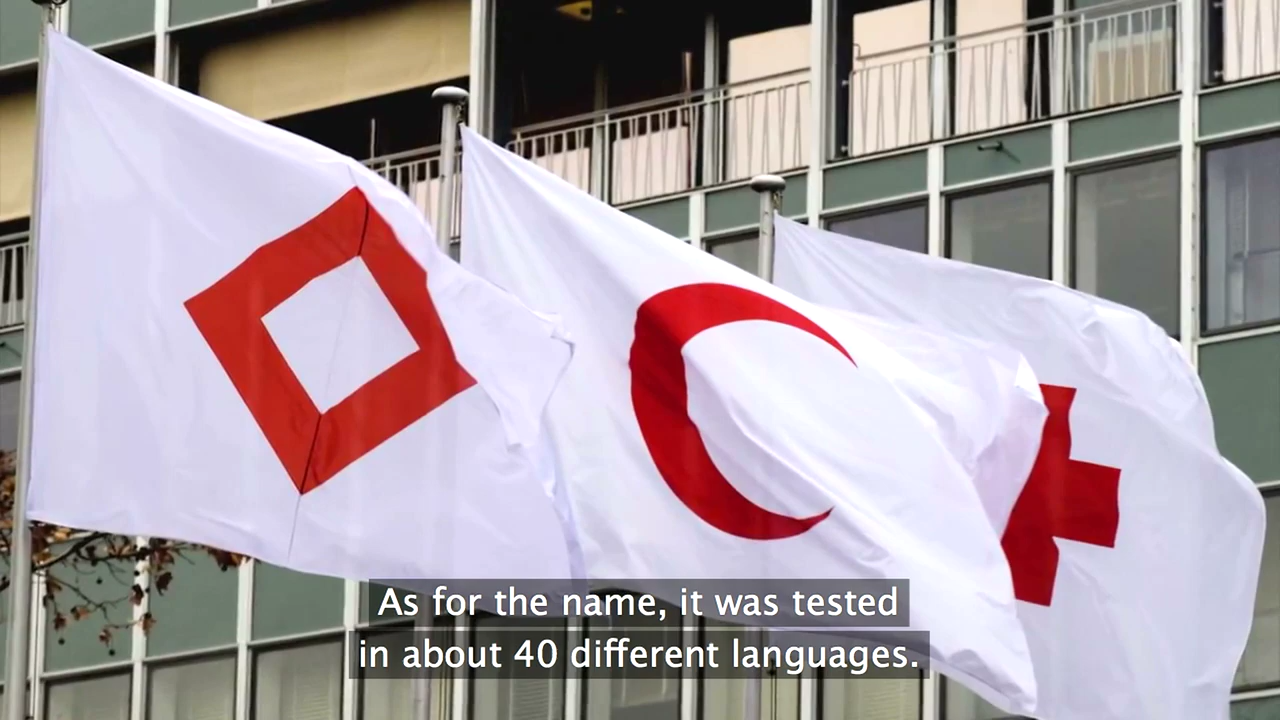 As for the name, it was tested
in about 40 different languages.